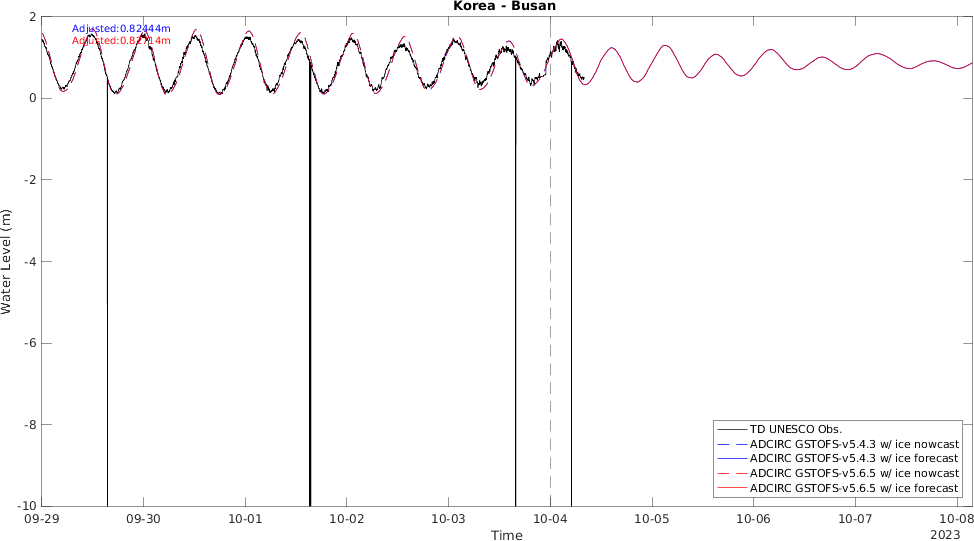 Korea - Busan
Adjusted:0.82444m
2
0
-2
-4
-6
-8
-10
Water Level (m)
09-29 09-30 10-01 10-02 10-03 10-04 10-05 10-06 10-07 10-08
Time
2023
TD UNESCO Obs.
ADCIRC GSTOFS-v5.4.3 w/ ice nowcast
ADCIRC GSTOFS-v5.4.3 w/ ice forecast
ADCIRC GSTOFS-v5.6.5 w/ ice nowcast
ADCIRC GSTOFS-v5.6.5 w/ ice forecast